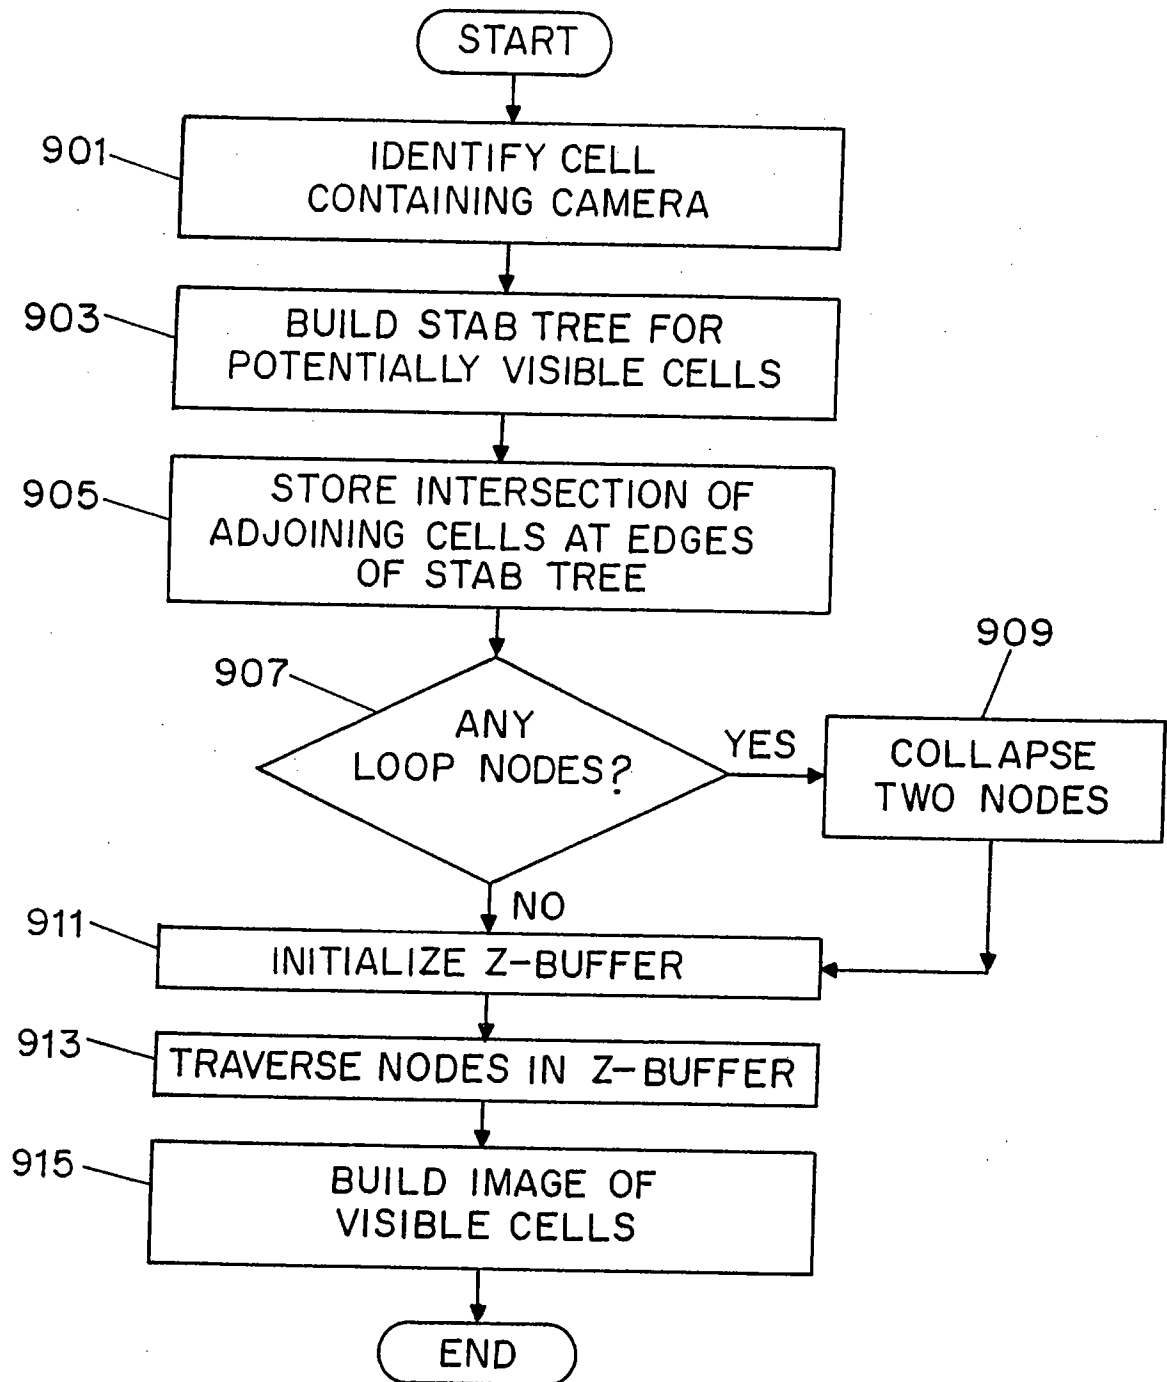 START
901
IDENTIFY CELL
CONTAINING CAMERA
903
BUILD STAB TREE FOR
POTENTIALLY VISIBLE CELLS
905
STORE INTERSECTION OF
ADJOINING CELLS AT EDGES
OF STAB TREE
907
ANY
LOOP NODES?
YES
909
COLLAPSE
TWO NODES
NO
911
INITIALIZE Z-BUFFER
913
TRAVERSE NODES IN Z-BUFFER
915
BUILD IMAGE OF
VISIBLE CELLS
END